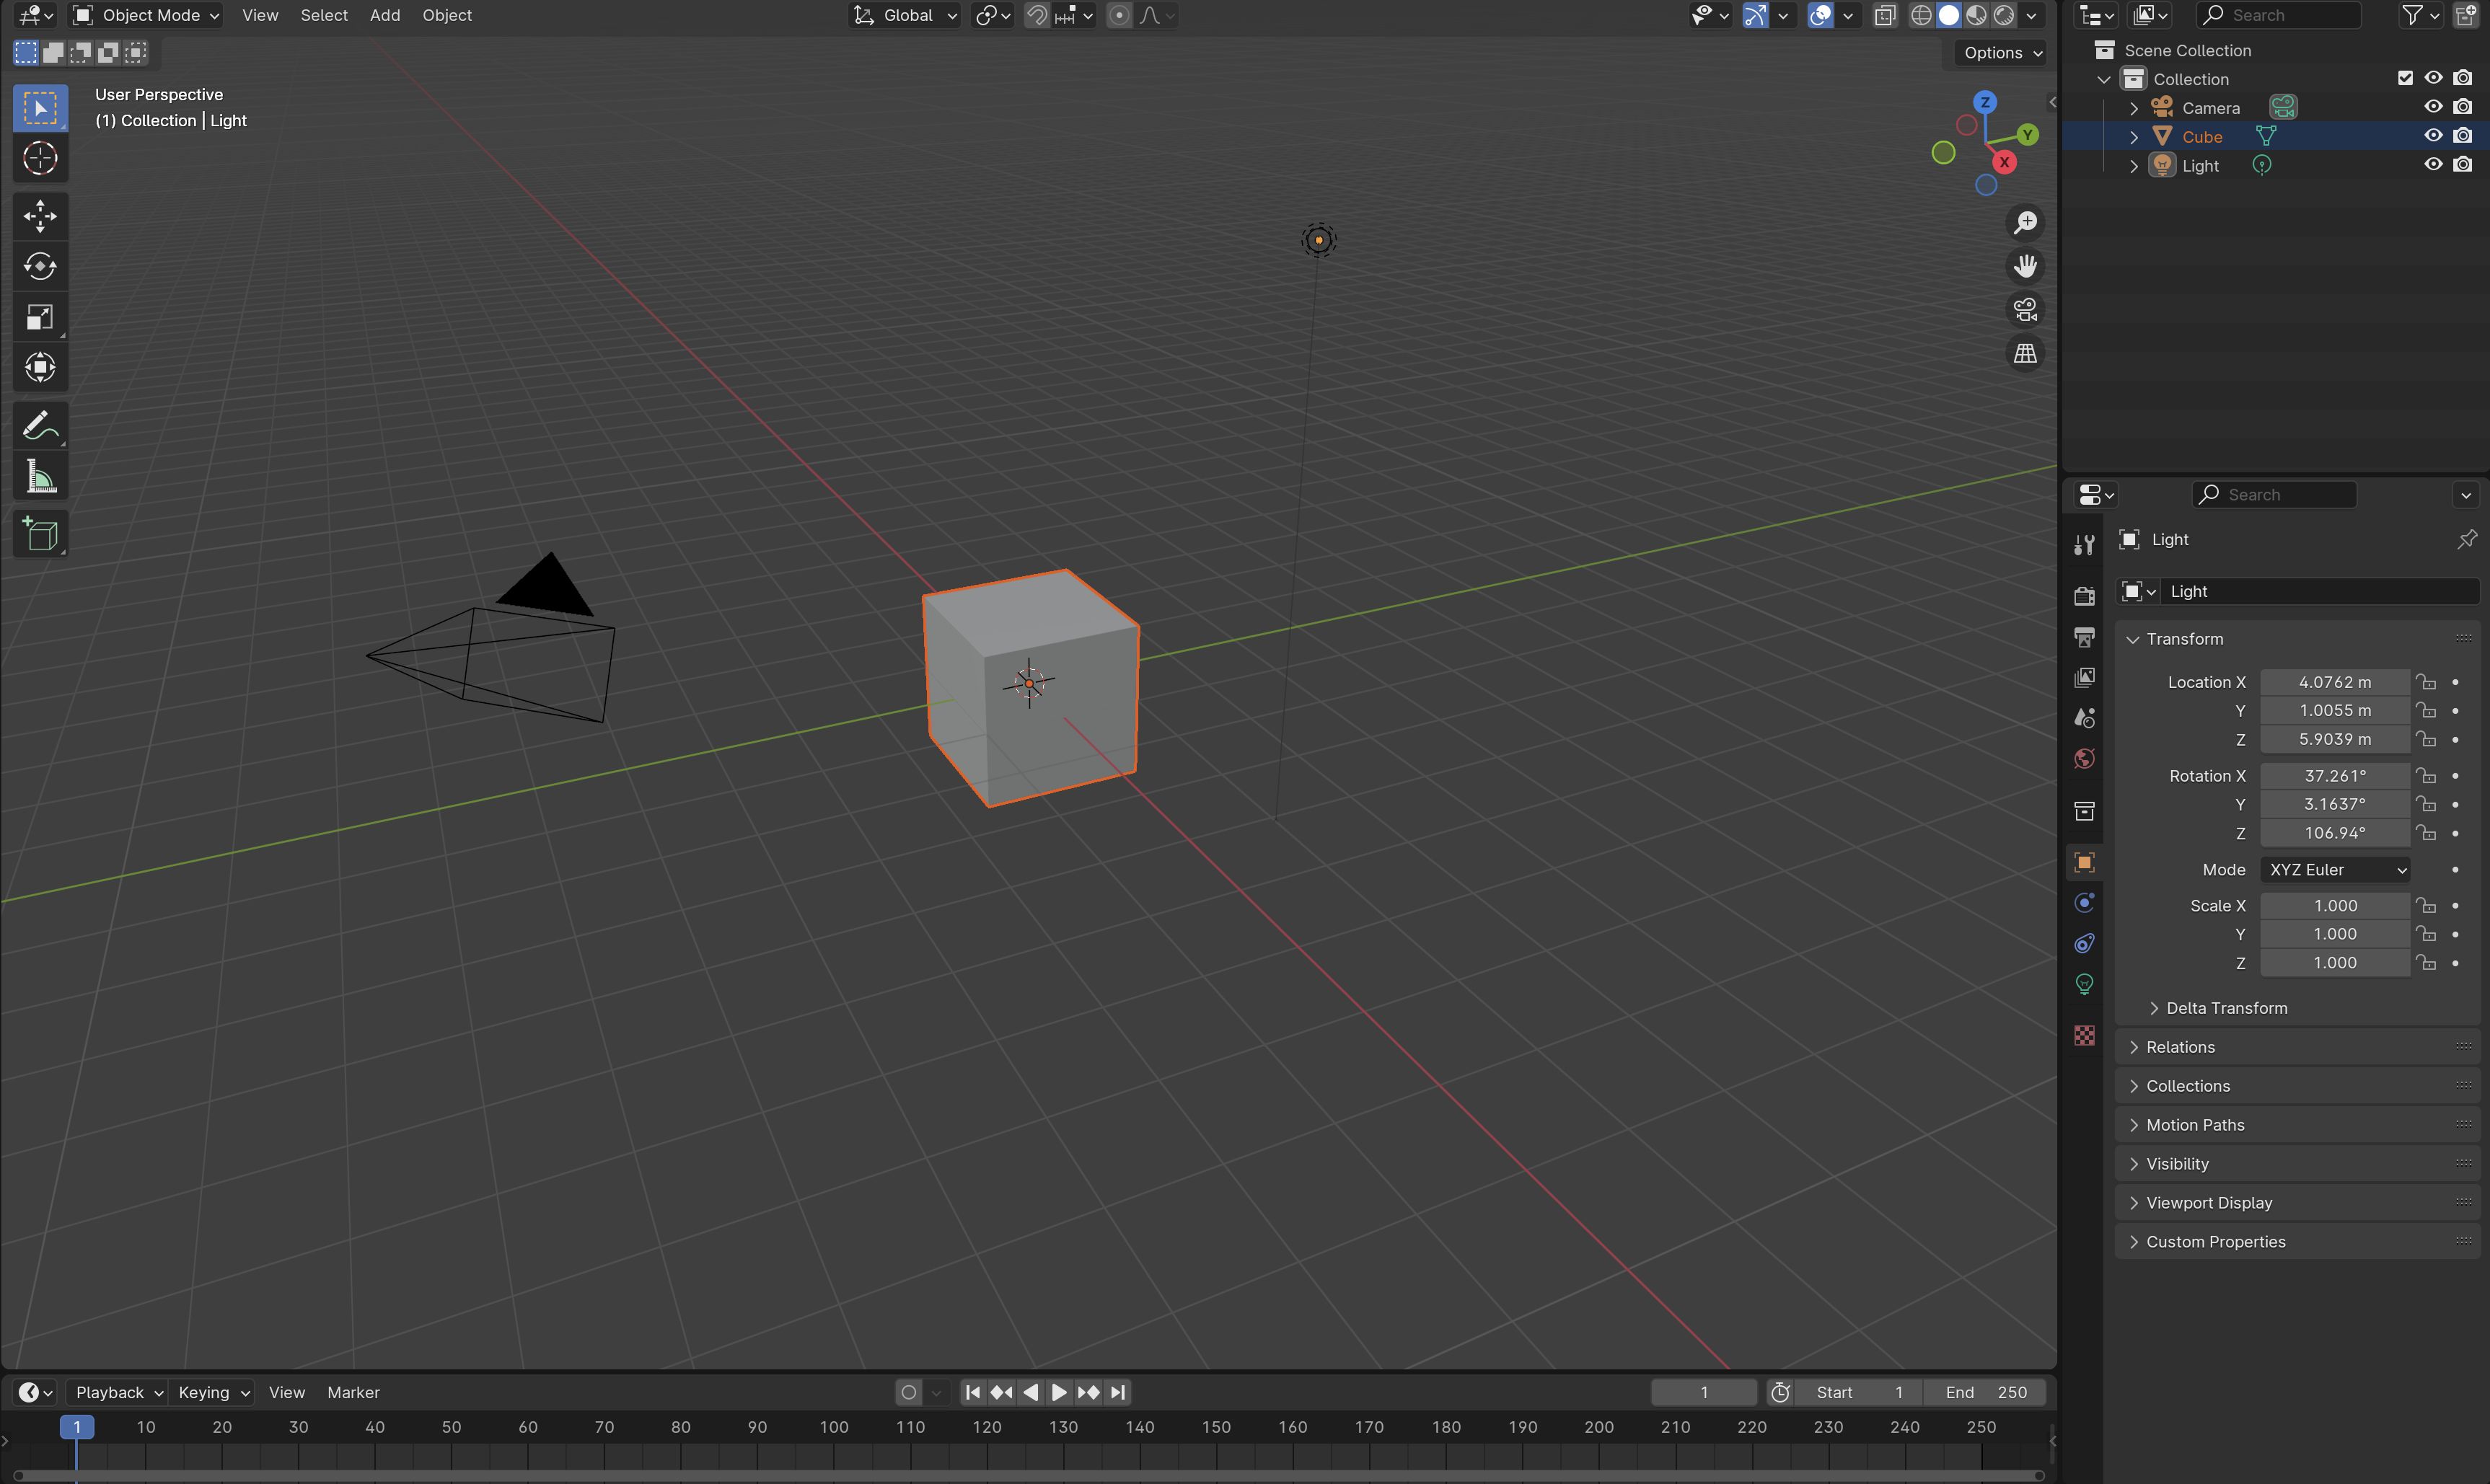 Object Mode View Select Add Object Global
Options
User Perspective
(1) Collection | Light
Z
Y
X
Search
Scene Collection
Collection
Camera
Cube
Light
Search
Light
Light
Transform
Location X 4.0762 m
Y 1.0055 m
Z 5.9039 m
Rotation X 37.261°
Y 3.1637°
Z 106.94°
Mode XYZ Euler
Scale X 1.000
Y 1.000
Z 1.000
Delta Transform
Relations
Collections
Motion Paths
Visibility
Viewport Display
Custom Properties
Playback Keying View Marker 1 Start 1 End 250
1 10 20 30 40 50 60 70 80 90 100 110 120 130 140 150 160 170 180 190 200 210 220 230 240 250